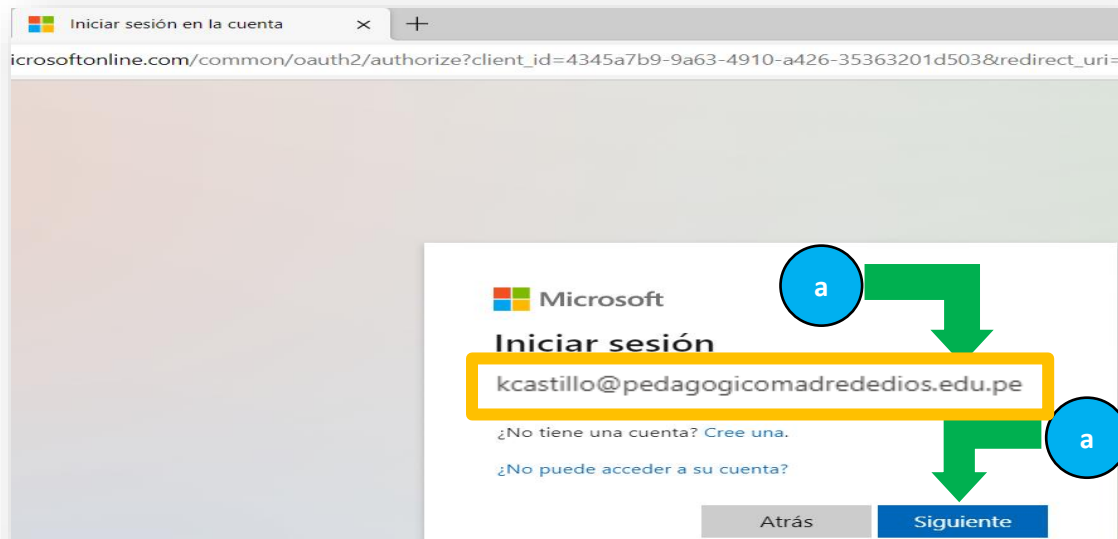 Iniciar sesión en la cuenta
icrosoftonline.com/common/oauth2/authorize?client_id=4345a7b9-9a63-4910-a426-35363201d503&redirect_uri=
a
Microsoft
Iniciar sesión
kcastillo@pedagogicomadrededios.edu.pe
¿No tiene una cuenta? Cree una.
a
¿No puede acceder a su cuenta?
Atrás Siguiente